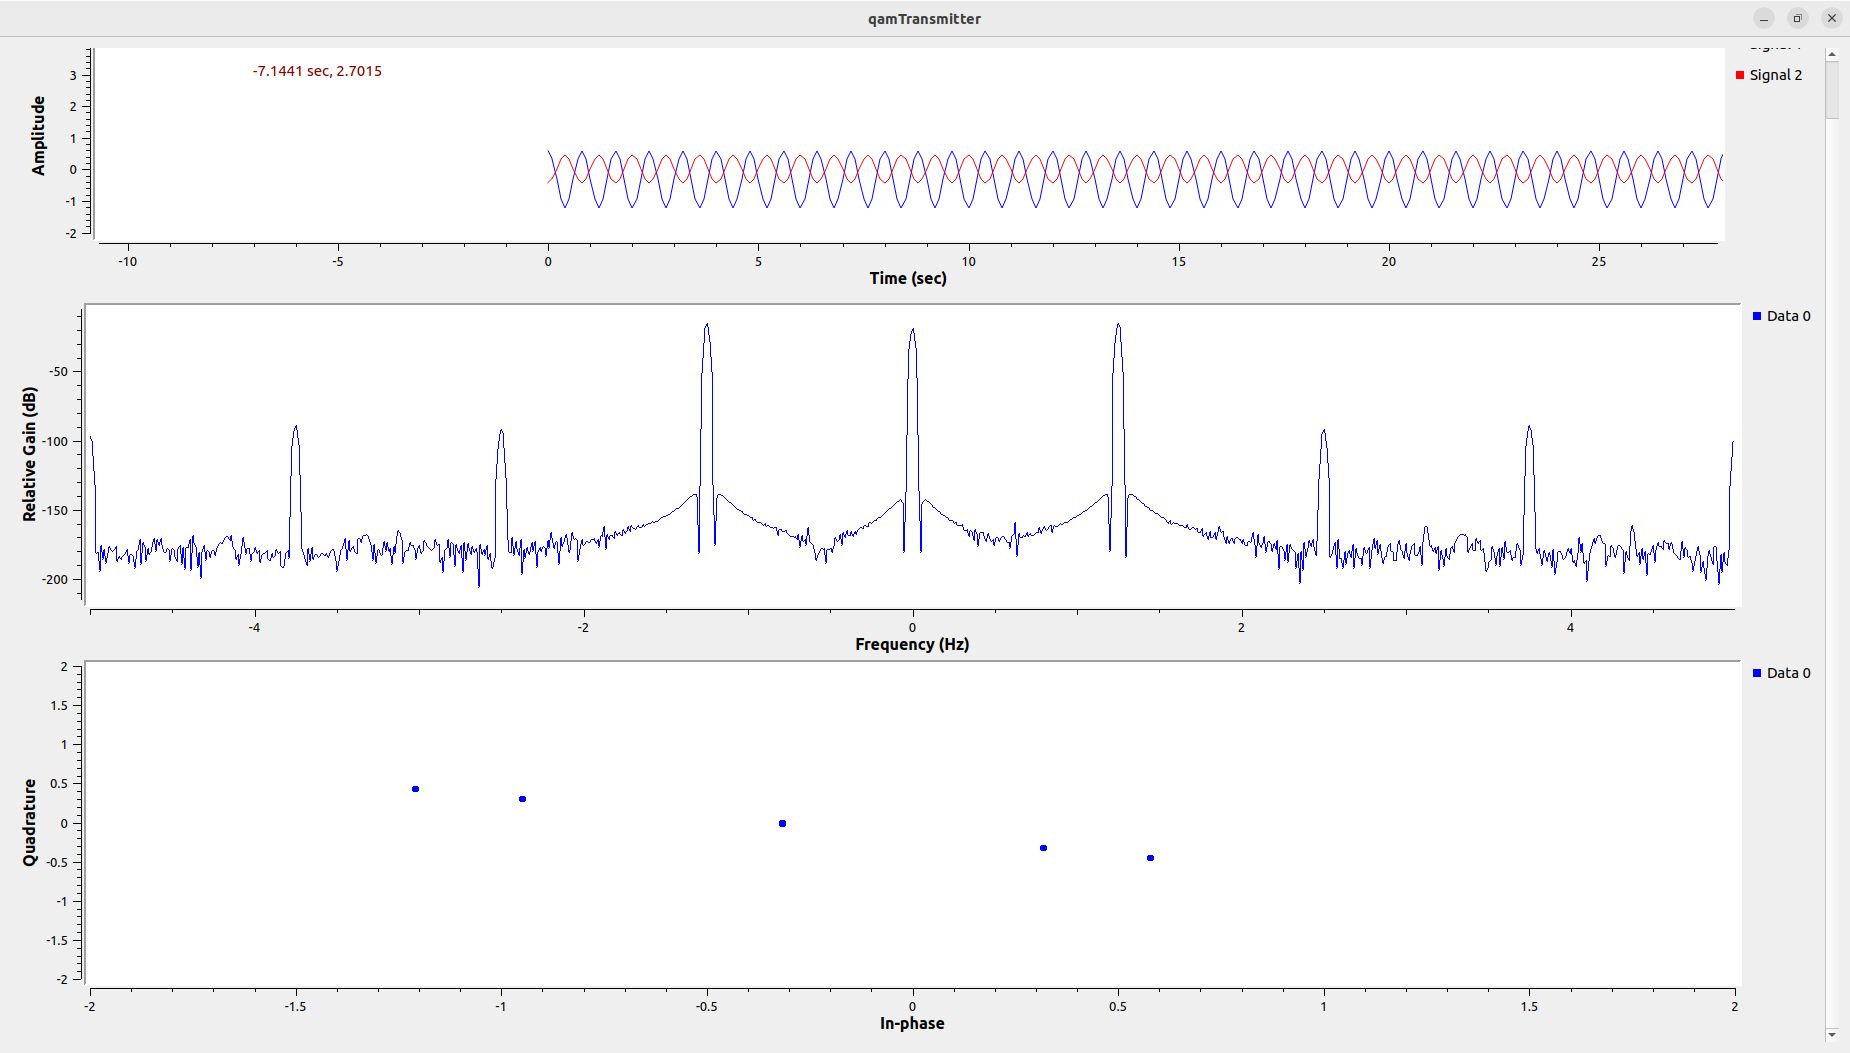 qamTransmitter
-7.1441 sec, 2.7015
Signal 2
Amplitude
3
2
1
0
-1
-2
-10 -5 0 5 10 15 20 25
Time (sec)
Data 0
Relative Gain (dB)
-50
-100
-150
-200
-4 -2 0 2 4
Frequency (Hz)
Data 0
Quadrature
2
1.5
1
0.5
0
-0.5
-1
-1.5
-2
-2 -1.5 -1 -0.5 0 0.5 1 1.5 2
In-phase